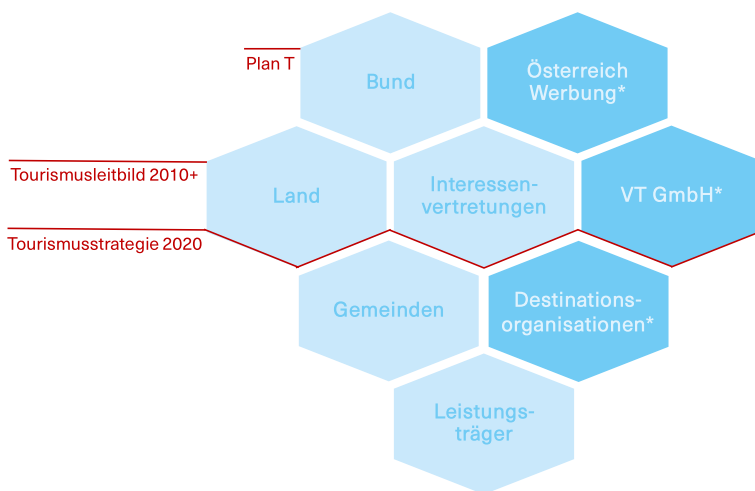 Plan T
Bund
Österreich
Werbung*
Tourismusleitbild 2010+
Land
Interessen-
vertretungen
VT GmbH*
Tourismusstrategie 2020
Gemeinden
Destinations-
organisationen*
Leistungs-
träger